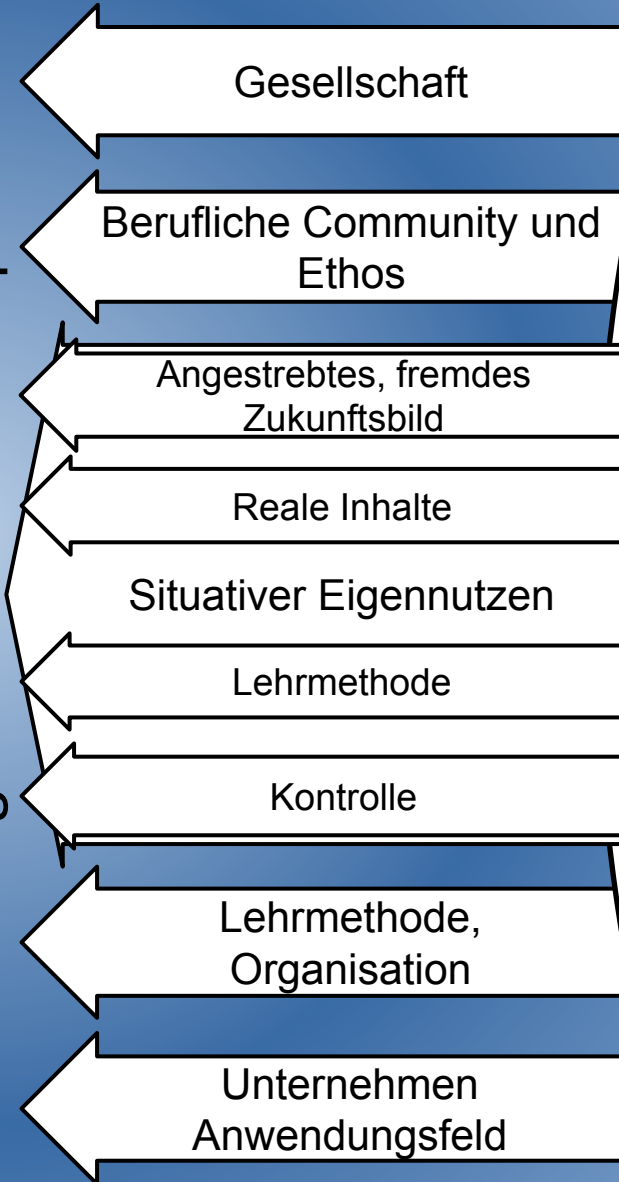 Gesellschaft
Berufliche Community und
Ethos
Angestrebtes, fremdes
Zukunftsbild
Reale Inhalte
Situativer Eigennutzen
Lehrmethode
Kontrolle
Lehrmethode,
Organisation
Unternehmen
Anwendungsfeld